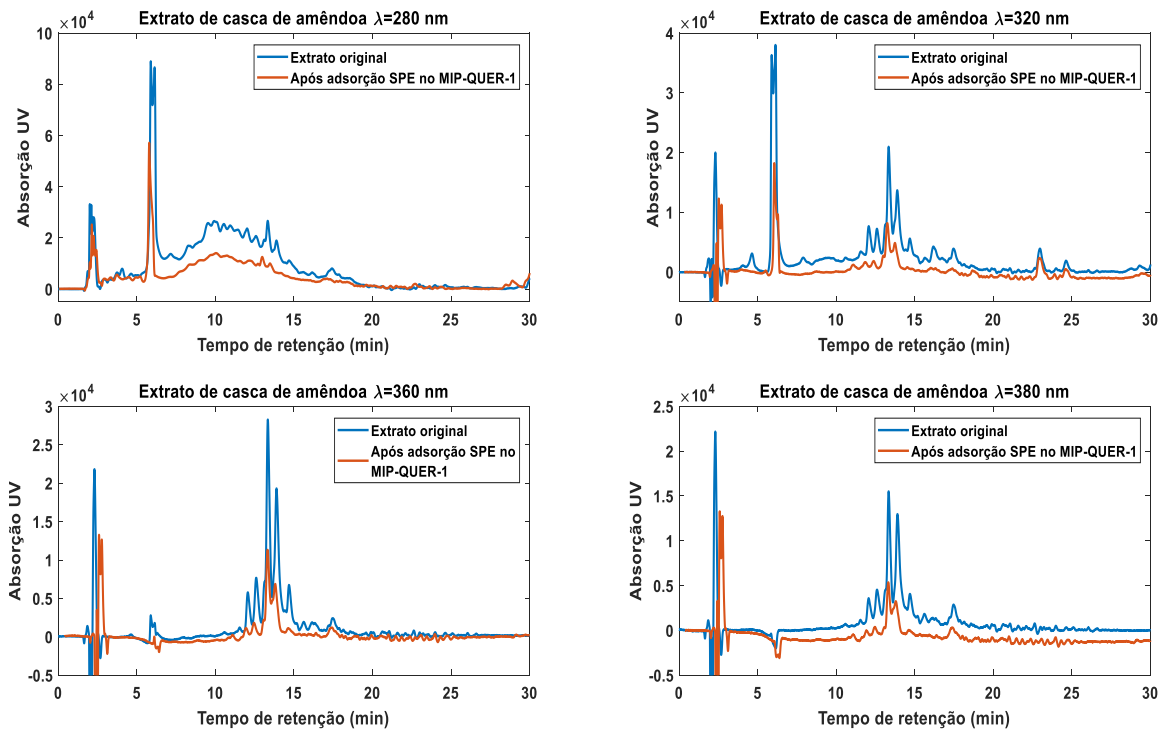 Extrato de casca de amêndoa λ=280 nm
×10⁴
10
8
6
4
2
0
Absorção UV
Extrato original
Após adsorção SPE no MIP-QUER-1
0 5 10 15 20 25 30
Tempo de retenção (min)
Extrato de casca de amêndoa λ=320 nm
×10⁴
4
3
2
1
0
Absorção UV
Extrato original
Após adsorção SPE no MIP-QUER-1
0 5 10 15 20 25 30
Tempo de retenção (min)
Extrato de casca de amêndoa λ=360 nm
×10⁴
3
2.5
2
1.5
1
0.5
0
-0.5
Absorção UV
Extrato original
Após adsorção SPE no
MIP-QUER-1
0 5 10 15 20 25 30
Tempo de retenção (min)
Extrato de casca de amêndoa λ=380 nm
×10⁴
2.5
2
1.5
1
0.5
0
-0.5
Absorção UV
Extrato original
Após adsorção SPE no MIP-QUER-1
0 5 10 15 20 25 30
Tempo de retenção (min)